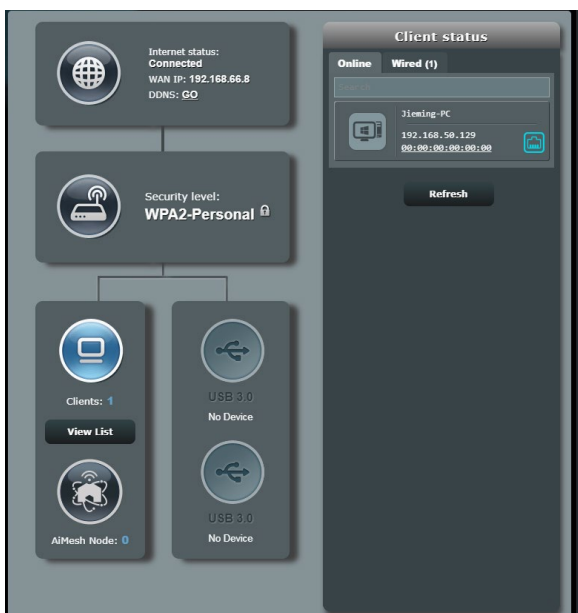 Internet status:
Connected
WAN IP: 192.168.66.8
DDNS: GO
Security level:
WPA2-Personal
Clients: 1
View List
AiMesh Node: 0
USB 3.0
No Device
USB 3.0
No Device
Client status
Online Wired (1)
Search
Jieming-PC
192.168.50.129
00:00:00:00:00:00
Refresh